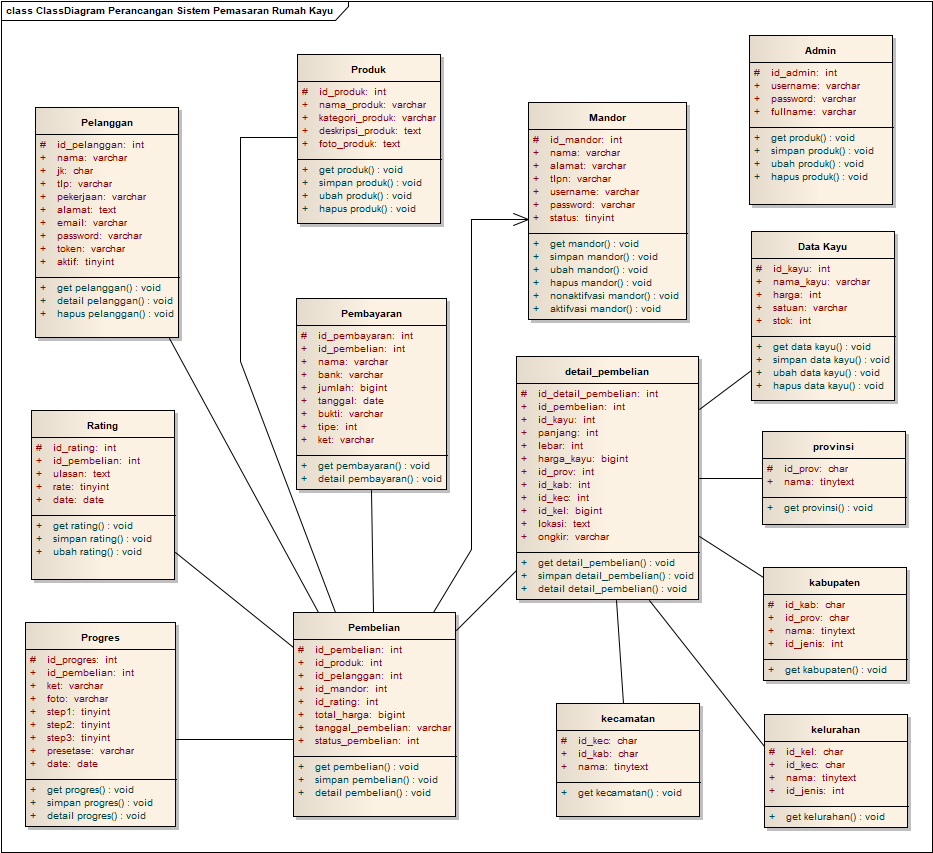 class ClassDiagram Perancangan Sistem Pemasaran Rumah Kayu
Produk
# id_produk: int
+ nama_produk: varchar
+ kategori_produk: varchar
+ deskripsi_produk: text
+ foto_produk: text
+ get produk() : void
+ simpan produk() : void
+ ubah produk() : void
+ hapus produk() : void
Admin
# id_admin: int
+ username: varchar
+ password: varchar
+ fullname: varchar
+ get produk() : void
+ simpan produk() : void
+ ubah produk() : void
+ hapus produk() : void
Pelanggan
# id_pelanggan: int
+ nama: varchar
+ jk: char
+ tlp: varchar
+ pekerjaan: varchar
+ alamat: text
+ email: varchar
+ password: varchar
+ token: varchar
+ aktif: tinyint
+ get pelanggan() : void
+ detail pelanggan() : void
+ hapus pelanggan() : void
Mandor
# id_mandor: int
+ nama: varchar
+ alamat: varchar
+ tlpn: varchar
+ username: varchar
+ password: varchar
+ status: tinyint
+ get mandor() : void
+ simpan mandor() : void
+ ubah mandor() : void
+ hapus mandor() : void
+ nonaktifvasi mandor() : void
+ aktifvasi mandor() : void
Data Kayu
# id_kayu: int
+ nama_kayu: varchar
+ harga: int
+ satuan: varchar
+ stok: int
+ get data kayu() : void
+ simpan data kayu() : void
+ ubah data kayu() : void
+ hapus data kayu() : void
Pembayaran
# id_pembayaran: int
+ id_pembelian: int
+ nama: varchar
+ bank: varchar
+ jumlah: bigint
+ tanggal: date
+ bukti: varchar
+ tipe: int
+ ket: varchar
+ get pembayaran() : void
+ detail pembayaran() : void
detail_pembelian
# id_detail_pembelian: int
+ id_pembelian: int
+ id_kayu: int
+ panjang: int
+ lebar: int
+ harga_kayu: bigint
+ id_prov: int
+ id_kab: int
+ id_kec: int
+ id_kel: bigint
+ lokasi: text
+ ongkir: varchar
+ get detail_pembelian() : void
+ simpan detail_pembelian() : void
+ detail detail_pembelian() : void
Rating
# id_rating: int
+ id_pembelian: int
+ ulasan: text
+ rate: tinyint
+ date: date
+ get rating() : void
+ simpan rating() : void
+ ubah rating() : void
provinsi
# id_prov: char
+ nama: tinytext
+ get provinsi() : void
kabupaten
# id_kab: char
+ id_prov: char
+ nama: tinytext
+ id_jenis: int
+ get kabupaten() : void
Progres
# id_progres: int
+ id_pembelian: int
+ ket: varchar
+ foto: varchar
+ step1: tinyint
+ step2: tinyint
+ step3: tinyint
+ presetase: varchar
+ date: date
+ get progres() : void
+ simpan progres() : void
+ detail progres() : void
Pembelian
# id_pembelian: int
+ id_produk: int
+ id_pelanggan: int
+ id_mandor: int
+ id_rating: int
+ total_harga: bigint
+ tanggal_pembelian: varchar
+ status_pembelian: int
+ get pembelian() : void
+ simpan pembelian() : void
+ detail pembelian() : void
kecamatan
# id_kec: char
+ id_kab: char
+ nama: tinytext
+ get kecamatan() : void
kelurahan
# id_kel: char
+ id_kec: char
+ nama: tinytext
+ id_jenis: int
+ get kelurahan() : void